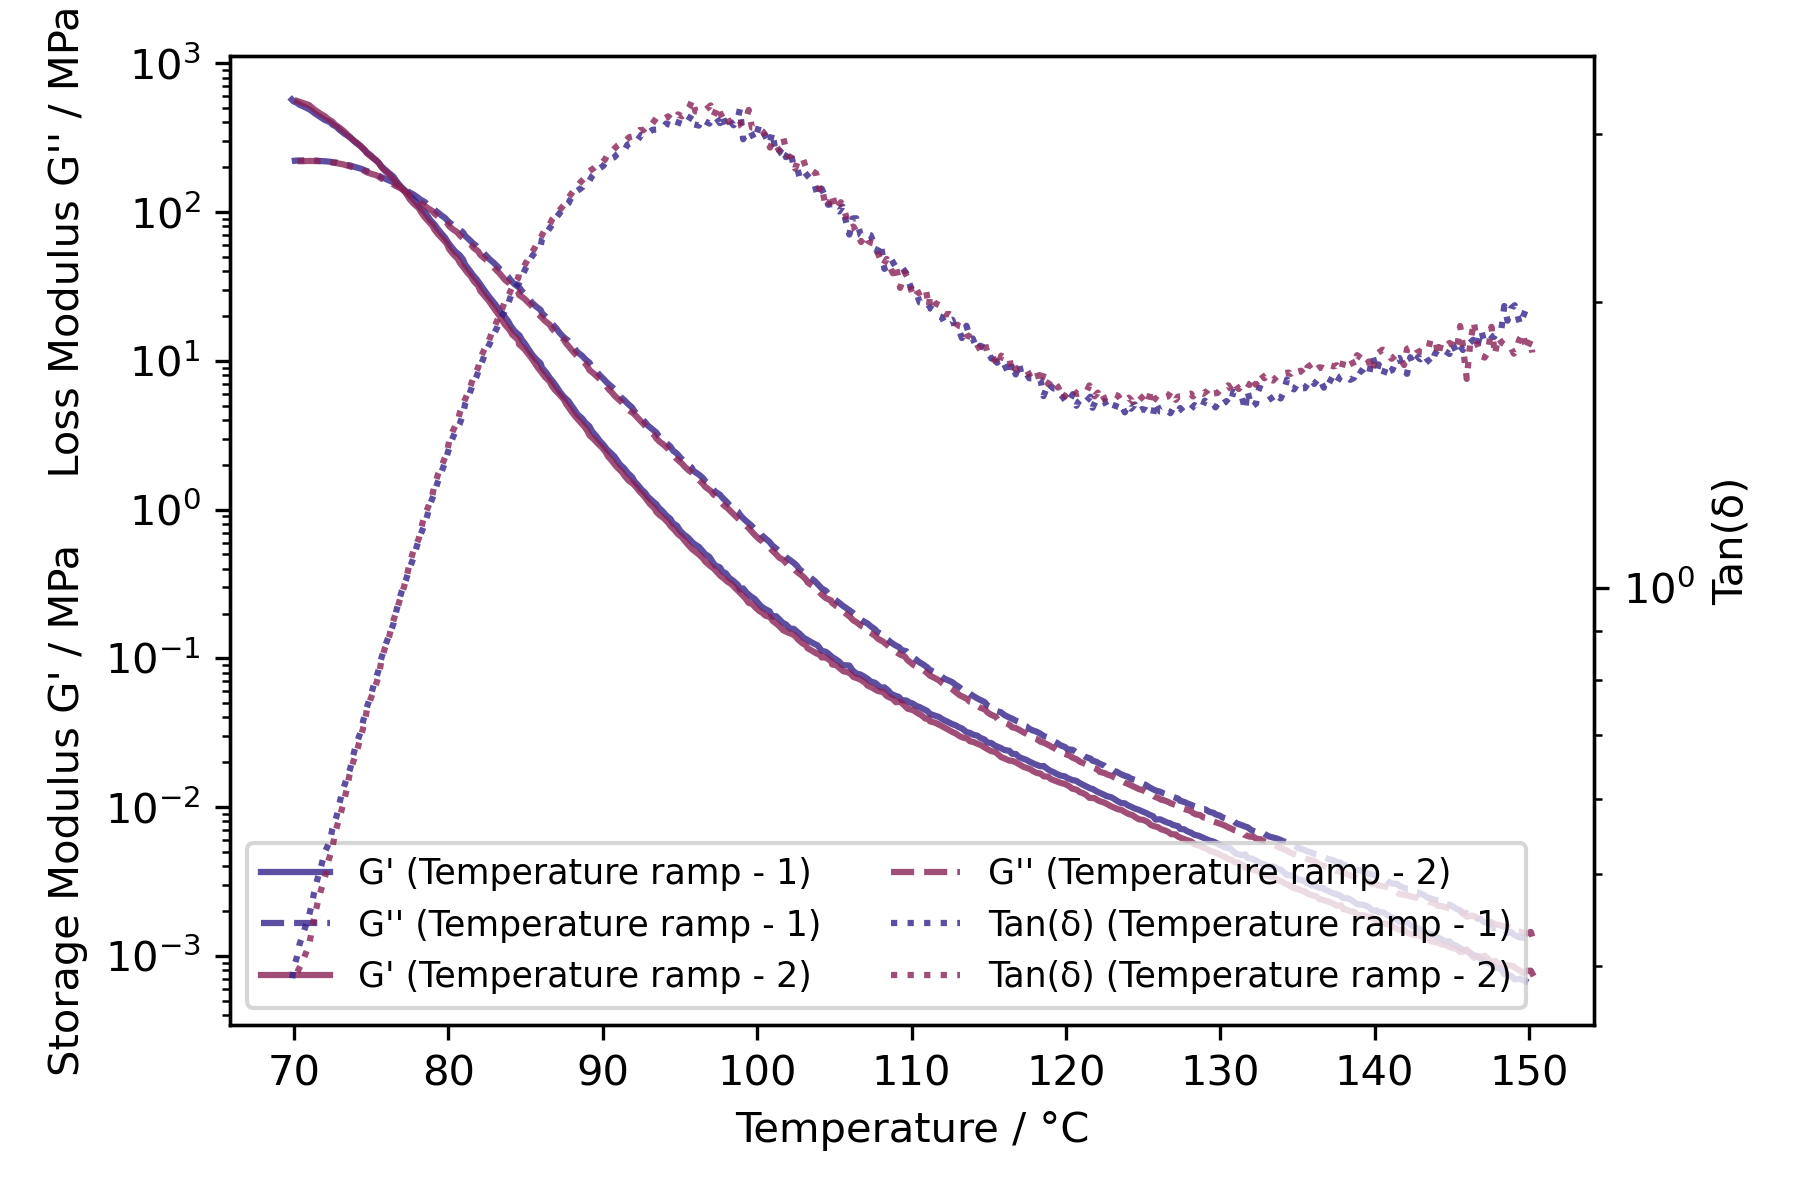 Storage Modulus G' / MPa    Loss Modulus G'' / MPa
10³
10²
10¹
10⁰
10⁻¹
10⁻²
10⁻³
10⁰
Tan(δ)
G' (Temperature ramp - 1)
G'' (Temperature ramp - 1)
G' (Temperature ramp - 2)
G'' (Temperature ramp - 2)
Tan(δ) (Temperature ramp - 1)
Tan(δ) (Temperature ramp - 2)
70 80 90 100 110 120 130 140 150
Temperature / °C